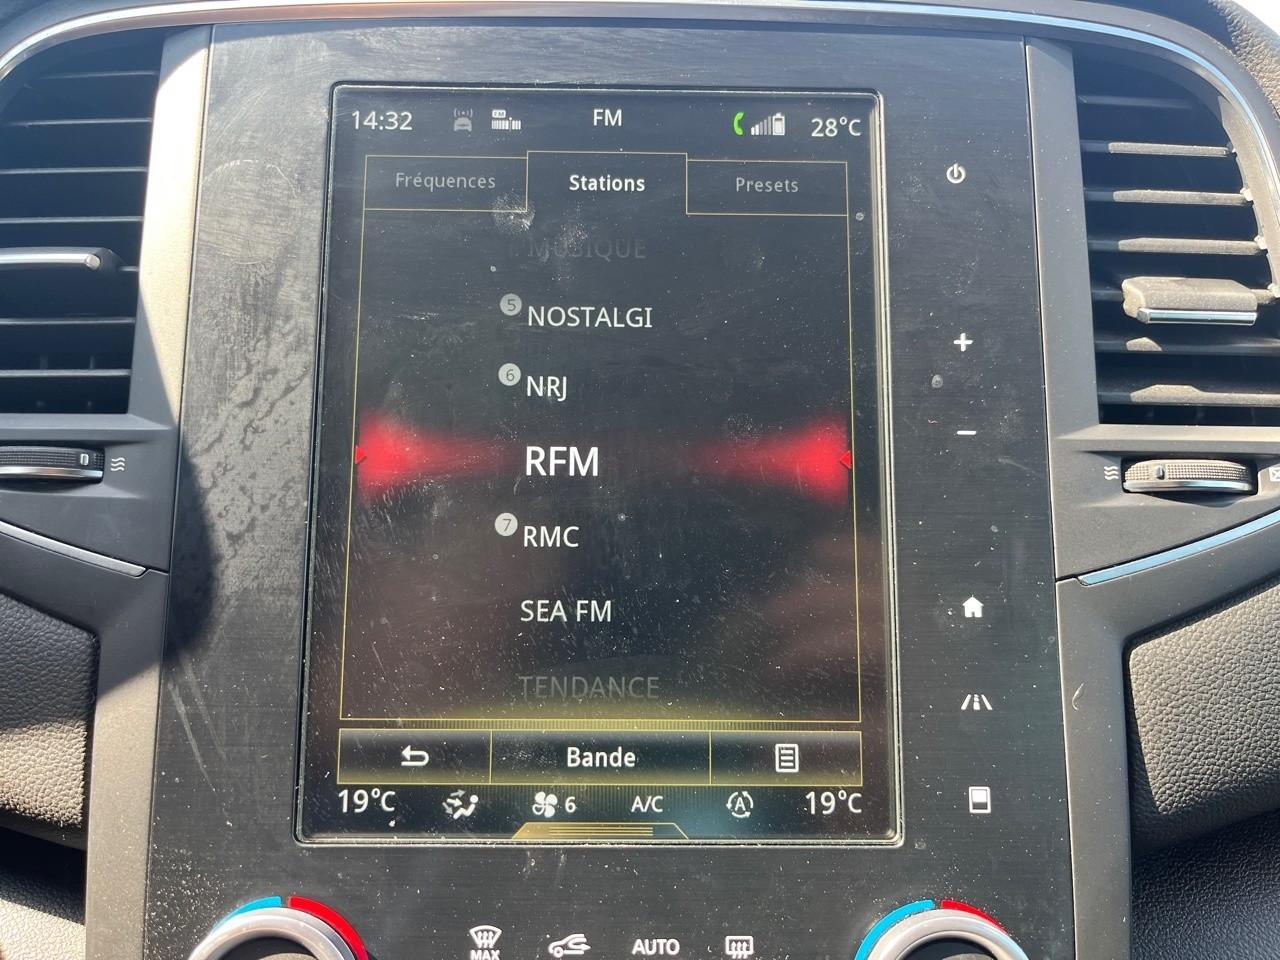 14:32 FM 28°C
Fréquences Stations Presets
MUSIQUE
5 NOSTALGI
6 NRJ
RFM
7 RMC
SEA FM
TENDANCE
Bande
19°C 6 A/C A 19°C
MAX AUTO